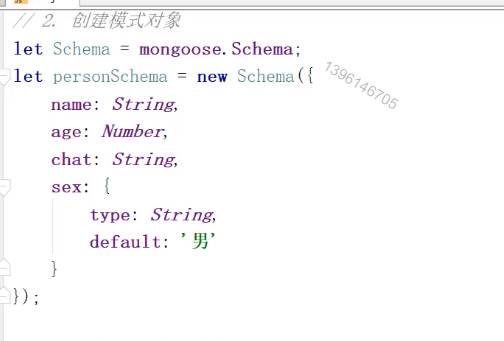 // 2. 创建模式对象
let Schema = mongoose.Schema;
let personSchema = new Schema({
    name: String,
    age: Number,
    chat: String,
    sex: {
        type: String,
        default: '男'
    }
});
1396146705